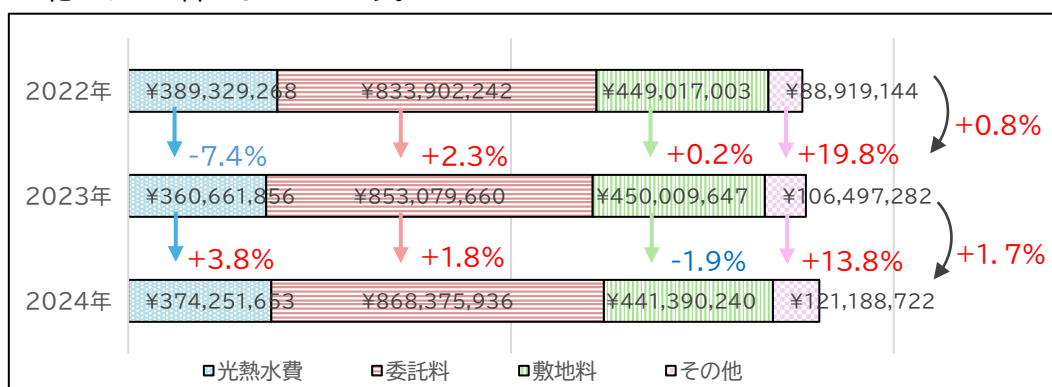 2022年 ¥389,329,268 ¥833,902,242 ¥449,017,003 ¥88,919,144
-7.4% +2.3% +0.2% +19.8% +0.8%
2023年 ¥360,661,856 ¥853,079,660 ¥450,009,647 ¥106,497,282
+3.8% +1.8% -1.9% +13.8% +1.7%
2024年 ¥374,251,653 ¥868,375,936 ¥441,390,240 ¥121,188,722
光熱水費 委託料 敷地料 その他